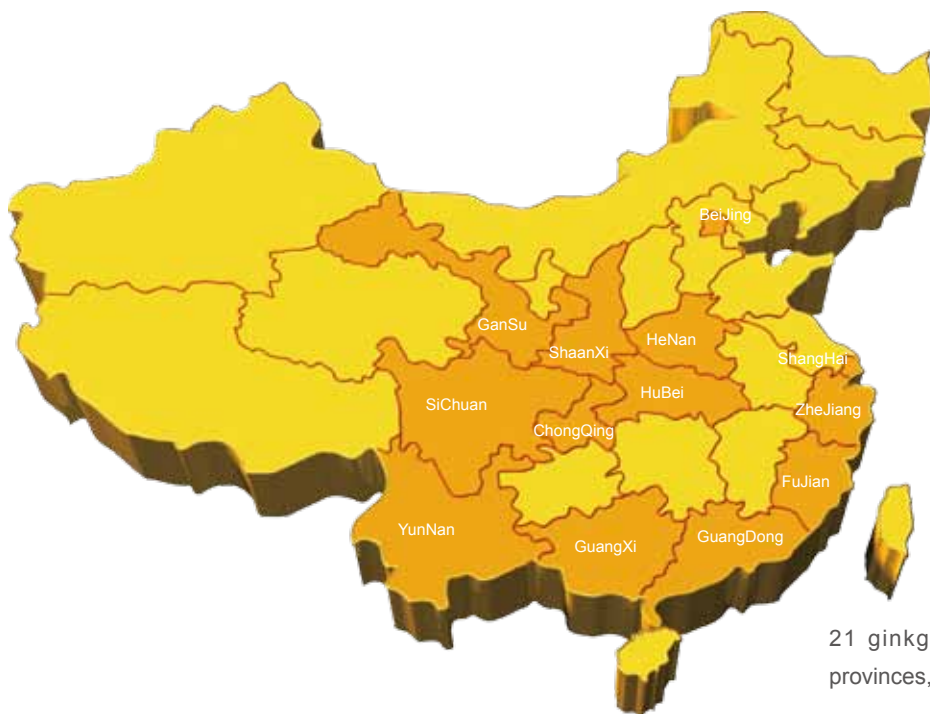 BeiJing
GanSu
ShaanXi
HeNan
ShangHai
SiChuan
HuBei
ZheJiang
ChongQing
FuJian
YunNan
GuangXi
GuangDong
21 ginkg
provinces,